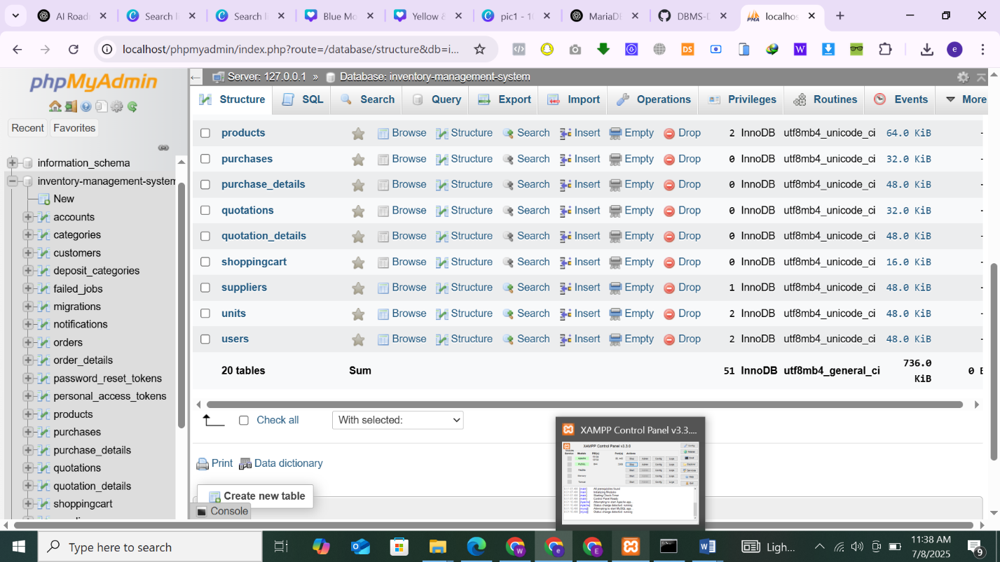 AI Road
Search I
Search I
Blue Mo
Yellow &
pic1 - 1
MariaDB
DBMS-D
localhos
localhost/phpmyadmin/index.php?route=/database/structure&db=i...
phpMyAdmin
Recent
Favorites
information_schema
inventory-management-system
New
accounts
categories
customers
deposit_categories
failed_jobs
migrations
notifications
orders
order_details
password_reset_tokens
personal_access_tokens
products
purchases
purchase_details
quotations
quotation_details
shoppingcart
Server: 127.0.0.1 » Database: inventory-management-system
Structure SQL Search Query Export Import Operations Privileges Routines Events More
products Browse Structure Search Insert Empty Drop 2 InnoDB utf8mb4_unicode_ci 64.0 KiB -
purchases Browse Structure Search Insert Empty Drop 0 InnoDB utf8mb4_unicode_ci 32.0 KiB -
purchase_details Browse Structure Search Insert Empty Drop 0 InnoDB utf8mb4_unicode_ci 48.0 KiB -
quotations Browse Structure Search Insert Empty Drop 0 InnoDB utf8mb4_unicode_ci 32.0 KiB -
quotation_details Browse Structure Search Insert Empty Drop 0 InnoDB utf8mb4_unicode_ci 48.0 KiB -
shoppingcart Browse Structure Search Insert Empty Drop 0 InnoDB utf8mb4_unicode_ci 16.0 KiB -
suppliers Browse Structure Search Insert Empty Drop 1 InnoDB utf8mb4_unicode_ci 48.0 KiB -
units Browse Structure Search Insert Empty Drop 2 InnoDB utf8mb4_unicode_ci 48.0 KiB -
users Browse Structure Search Insert Empty Drop 2 InnoDB utf8mb4_unicode_ci 48.0 KiB -
20 tables Sum 51 InnoDB utf8mb4_general_ci 736.0 KiB 0 B
Check all With selected:
Print Data dictionary
Create new table
Console
XAMPP Control Panel v3.3....
XAMPP Control Panel v3.3.0
Type here to search
Ligh...
11:38 AM
7/8/2025
9